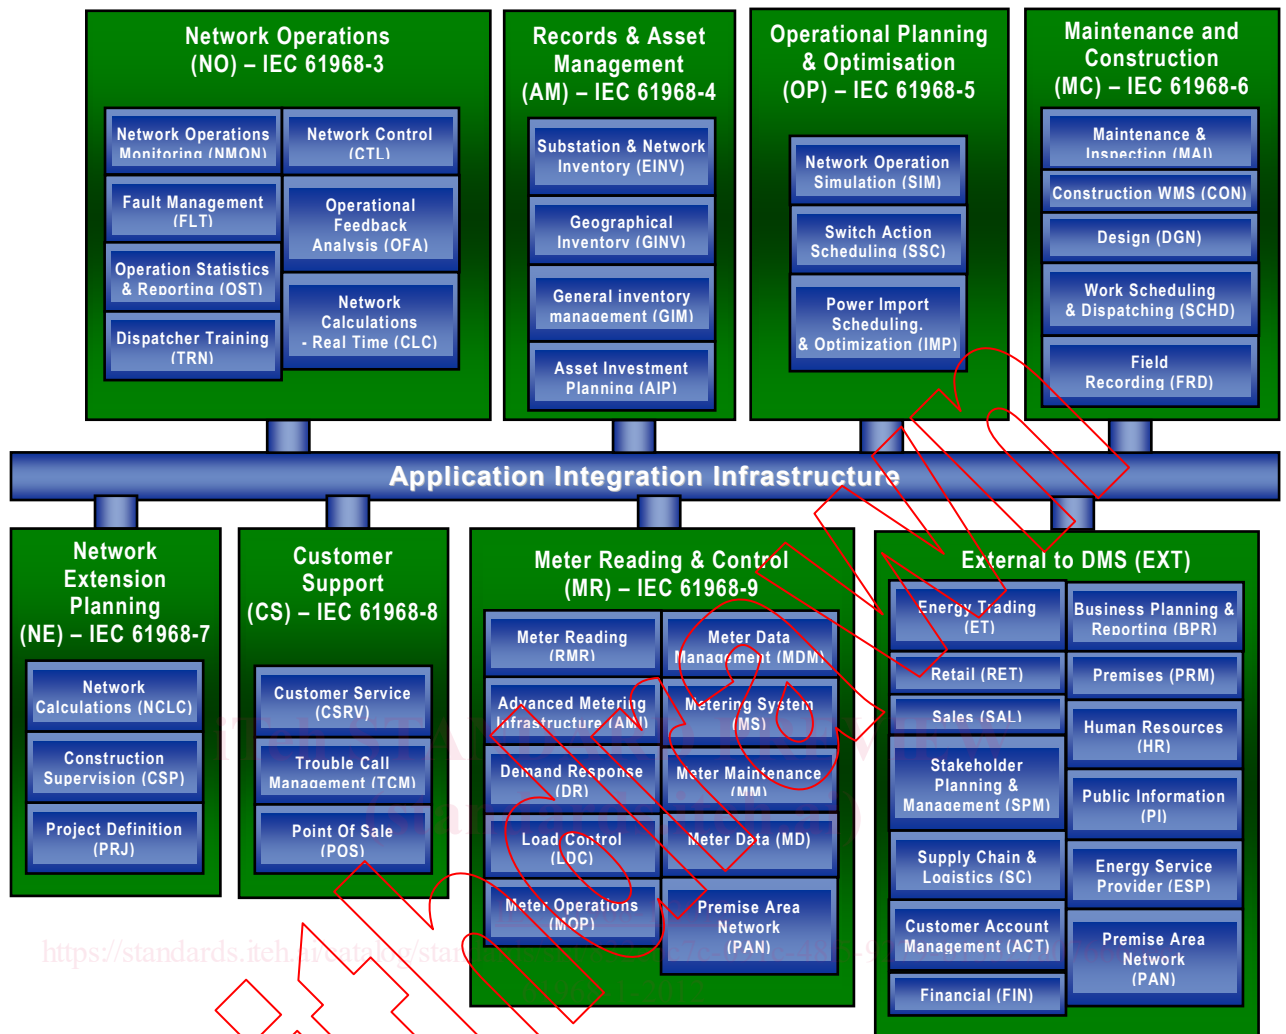 Network Operations
(NO) – IEC 61968-3
Network Operations
Monitoring (NMON)
Network Control
(CTL)
Fault Management
(FLT)
Operational
Feedback
Analysis (OFA)
Operation Statistics
& Reporting (OST)
Network
Calculations
- Real Time (CLC)
Dispatcher Training
(TRN)
Records & Asset
Management
(AM) – IEC 61968-4
Substation & Network
Inventory (EINV)
Geographical
Inventory (GINV)
General inventory
management (GIM)
Asset Investment
Planning (AIP)
Operational Planning
& Optimisation
(OP) – IEC 61968-5
Network Operation
Simulation (SIM)
Switch Action
Scheduling (SSC)
Power Import
Scheduling.
& Optimization (IMP)
Maintenance and
Construction
(MC) – IEC 61968-6
Maintenance &
Inspection (MAI)
Construction WMS (CON)
Design (DGN)
Work Scheduling
& Dispatching (SCHD)
Field
Recording (FRD)
Application Integration Infrastructure
Network
Extension
Planning
(NE) – IEC 61968-7
Network
Calculations (NCLC)
Construction
Supervision (CSP)
Project Definition
(PRJ)
Customer
Support
(CS) – IEC 61968-8
Customer Service
(CSRV)
Trouble Call
Management (TCM)
Point Of Sale
(POS)
Meter Reading & Control
(MR) – IEC 61968-9
Meter Reading
(RMR)
Meter Data
Management (MDM)
Advanced Metering
Infrastructure (AMI)
Metering System
(MS)
Demand Response
(DR)
Meter Maintenance
(MM)
Load Control
(LDC)
Meter Data (MD)
Meter Operations
(MOP)
Premise Area
Network
(PAN)
External to DMS (EXT)
Energy Trading
(ET)
Business Planning &
Reporting (BPR)
Retail (RET)
Premises (PRM)
Sales (SAL)
Human Resources
(HR)
Stakeholder
Planning &
Management (SPM)
Public Information
(PI)
Supply Chain &
Logistics (SC)
Energy Service
Provider (ESP)
Customer Account
Management (ACT)
Premise Area
Network
(PAN)
Financial (FIN)